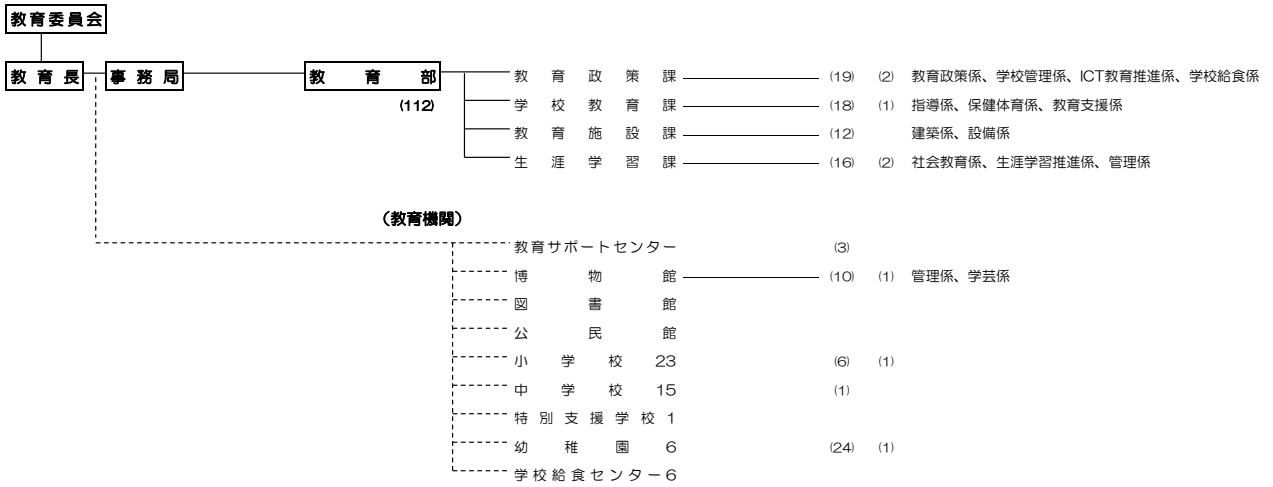 教育委員会
教育長 事務局 教育部 教育政策課 (19) (2) 教育政策係、学校管理係、ICT教育推進係、学校給食係
(112) 学校教育課 (18) (1) 指導係、保健体育係、教育支援係
教育施設課 (12) 建築係、設備係
生涯学習課 (16) (2) 社会教育係、生涯学習推進係、管理係
（教育機関）
教育サポートセンター (3)
博物館 (10) (1) 管理係、学芸係
図書館
公民館
小学校 23 (6) (1)
中学校 15 (1)
特別支援学校 1
幼稚園 6 (24) (1)
学校給食センター 6